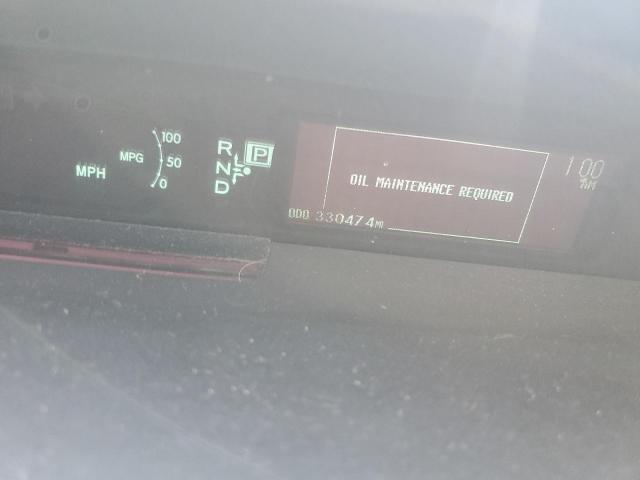 100
MPG 50
0
MPH
R
N
D
P
OIL MAINTENANCE REQUIRED
1:00
AM
ODO 330474 MI